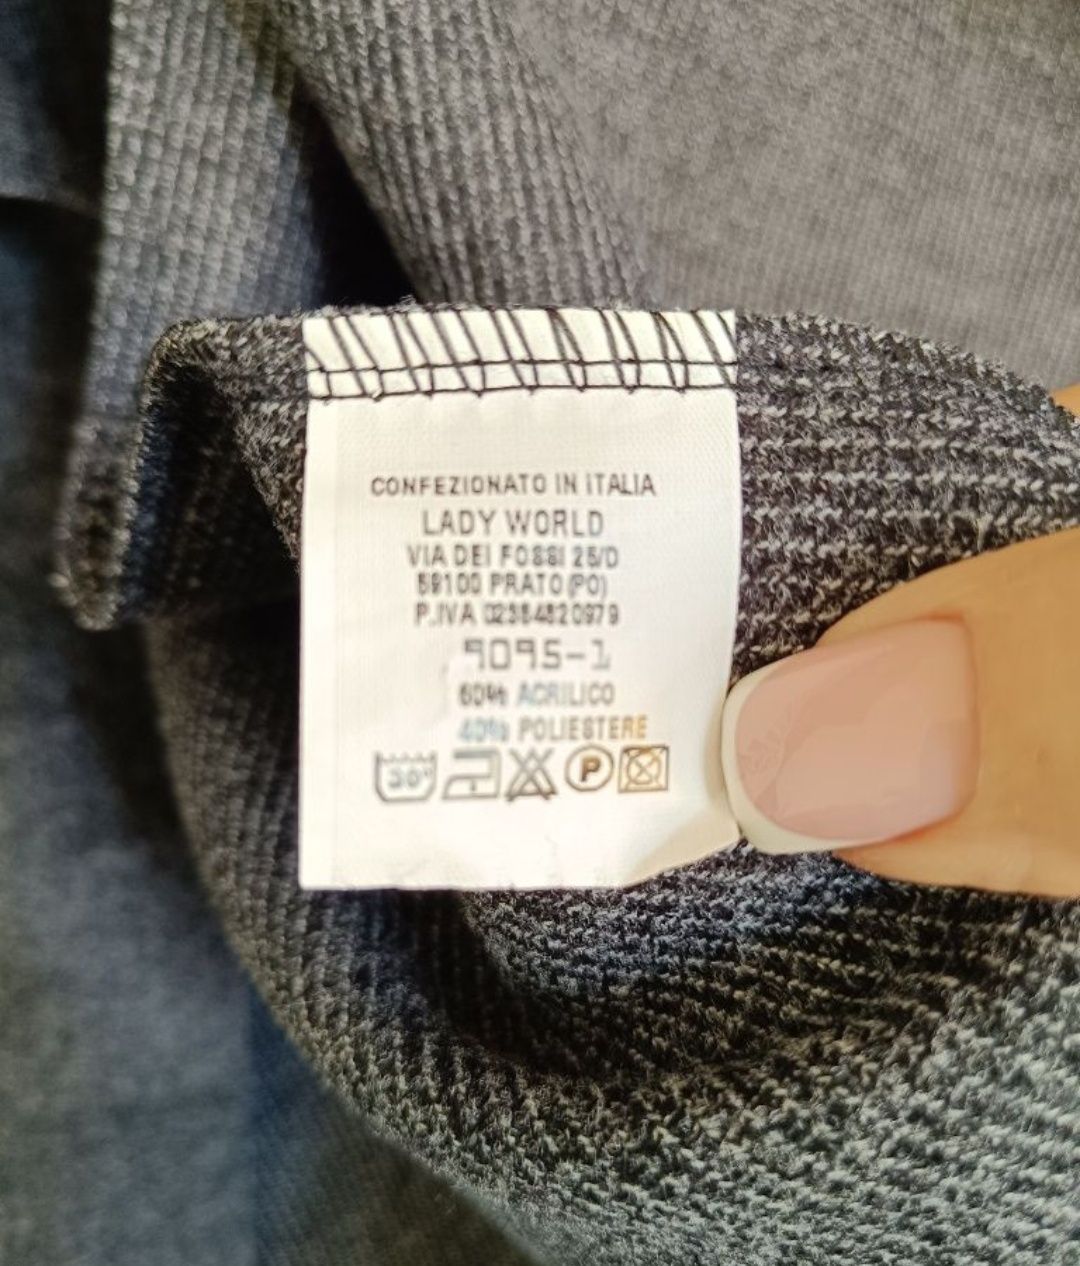 CONFEZIONATO IN ITALIA
LADY WORLD
VIA DEI FOSSI 25/D
59100 PRATO (PO)
P.IVA 02364820979
9095-1
60% ACRILICO
40% POLIESTERE
30°
P